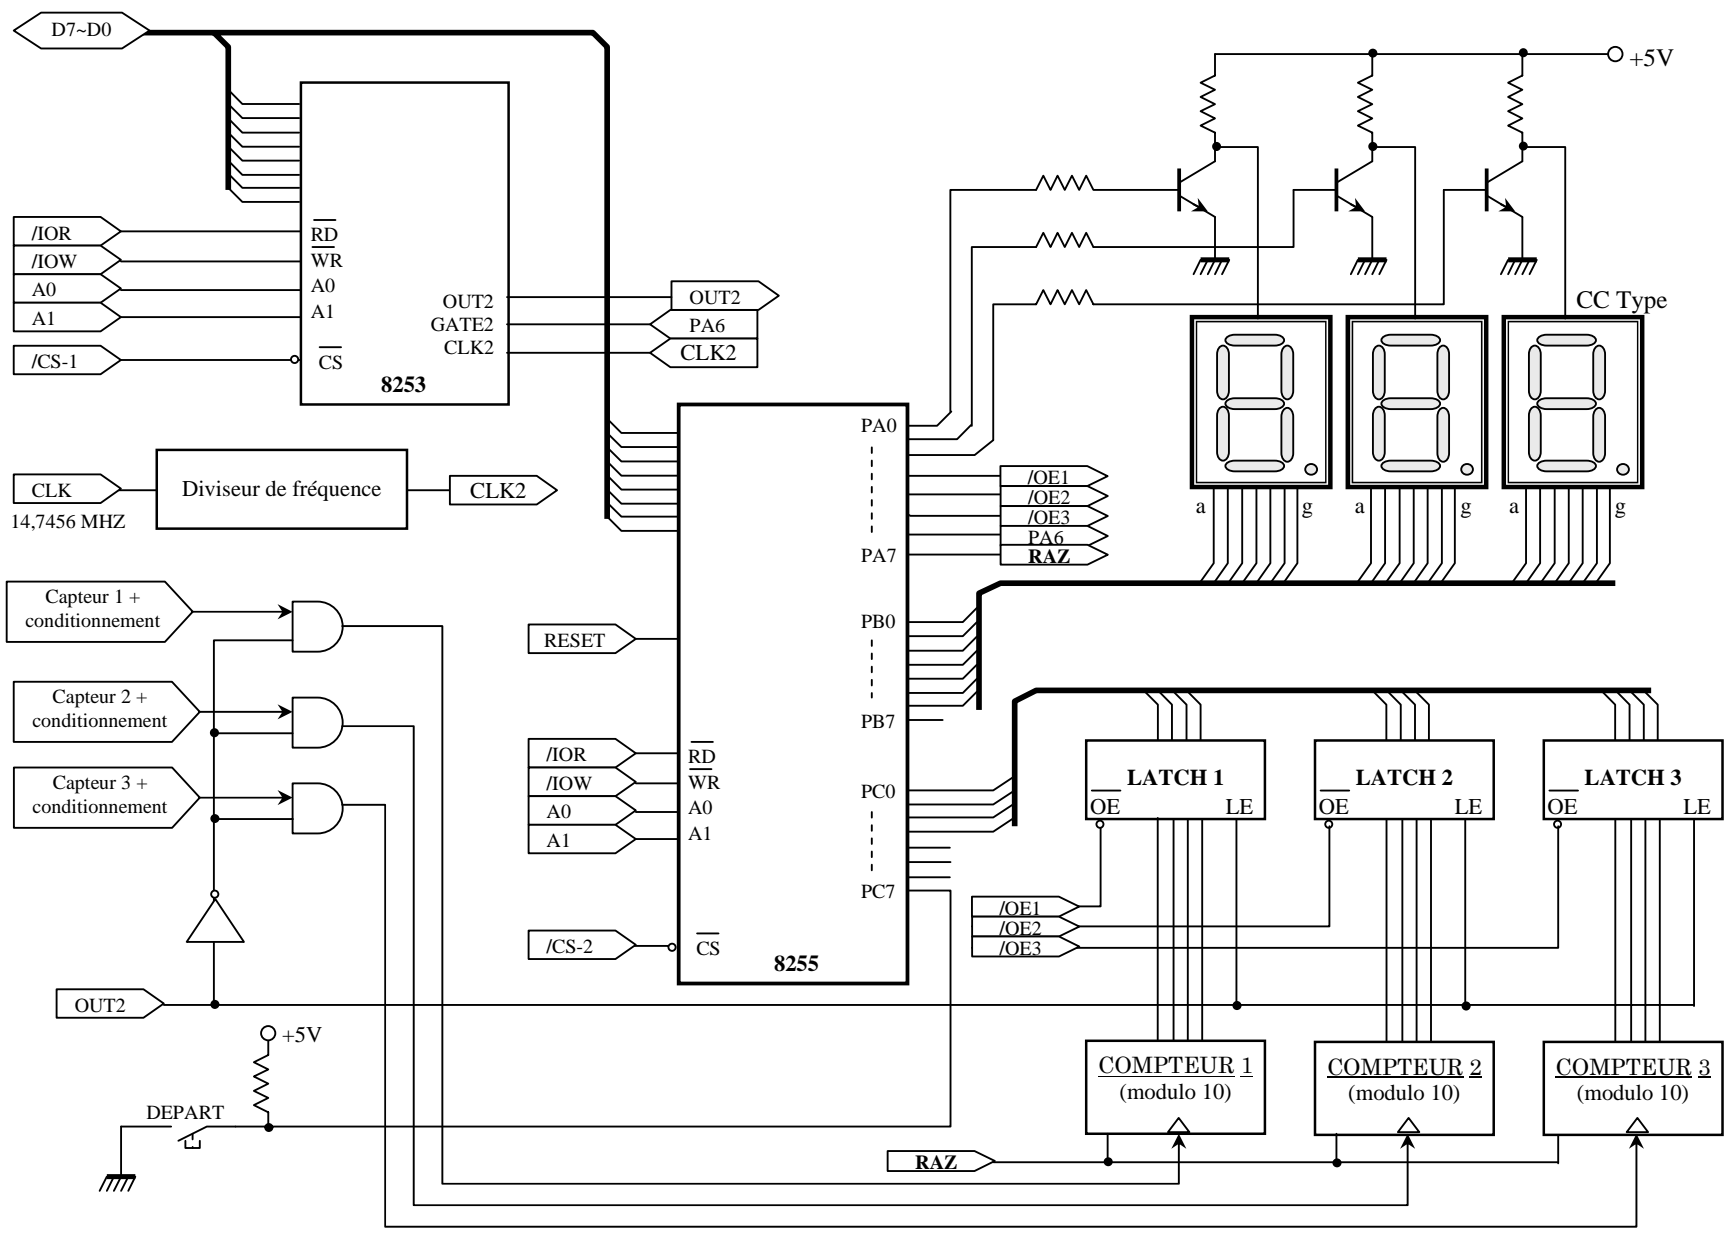 D7~D0
+5V
/IOR
/IOW
A0
A1
/CS-1
RD
WR
A0
A1
CS
OUT2
GATE2
CLK2
8253
OUT2
PA6
CLK2
CC Type
CLK
14,7456 MHZ
Diviseur de fréquence
CLK2
PA0
PA7
/OE1
/OE2
/OE3
PA6
RAZ
a
g
a
g
a
g
Capteur 1 +
conditionnement
Capteur 2 +
conditionnement
Capteur 3 +
conditionnement
RESET
PB0
PB7
/IOR
/IOW
A0
A1
RD
WR
A0
A1
PC0
PC7
/CS-2
CS
8255
LATCH 1
OE
LE
LATCH 2
OE
LE
LATCH 3
OE
LE
/OE1
/OE2
/OE3
OUT2
+5V
DEPART
COMPTEUR 1
(modulo 10)
COMPTEUR 2
(modulo 10)
COMPTEUR 3
(modulo 10)
RAZ